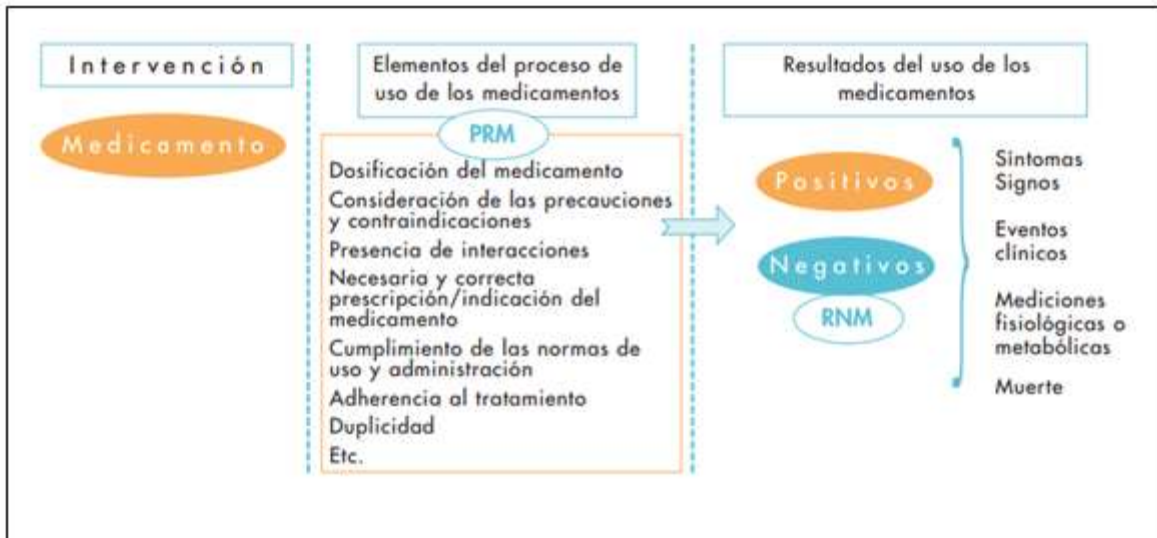 Intervención
Medicamento
Elementos del proceso de
uso de los medicamentos
PRM
Dosificación del medicamento
Consideración de las precauciones
y contraindicaciones
Presencia de interacciones
Necesaria y correcta
prescripción/indicación del
medicamento
Cumplimiento de las normas de
uso y administración
Adherencia al tratamiento
Duplicidad
Etc.
Resultados del uso de los
medicamentos
Positivos
Negativos
RNM
Síntomas
Signos
Eventos
clínicos
Mediciones
fisiológicas o
metabólicas
Muerte